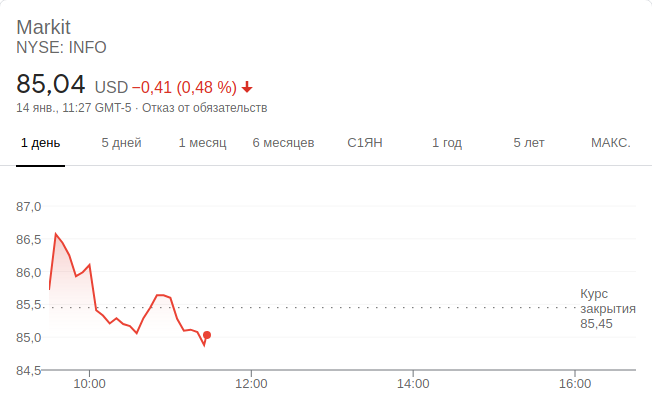 Markit
NYSE: INFO
85,04 USD −0,41 (0,48 %)
14 янв., 11:27 GMT-5 · Отказ от обязательств
1 день 5 дней 1 месяц 6 месяцев С1ЯН 1 год 5 лет МАКС.
87,0
86,5
86,0
85,5
85,0
84,5
Курс
закрытия
85,45
10:00 12:00 14:00 16:00